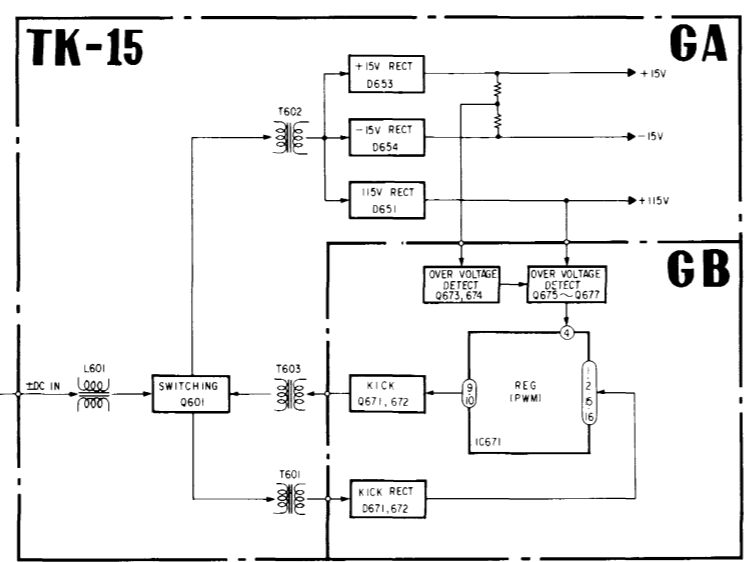 TK-15
GA
+15V RECT
D653
+15V
T602
-15V RECT
D654
-15V
115V RECT
D651
+115V
GB
OVER VOLTAGE
DETECT
Q673,674
OVER VOLTAGE
DETECT
Q675～Q677
4
L601
±DC IN
SWITCHING
Q601
T603
KICK
Q671,672
9
10
REG
(PWM)
1
2
15
16
IC671
T601
KICK RECT
D671,672